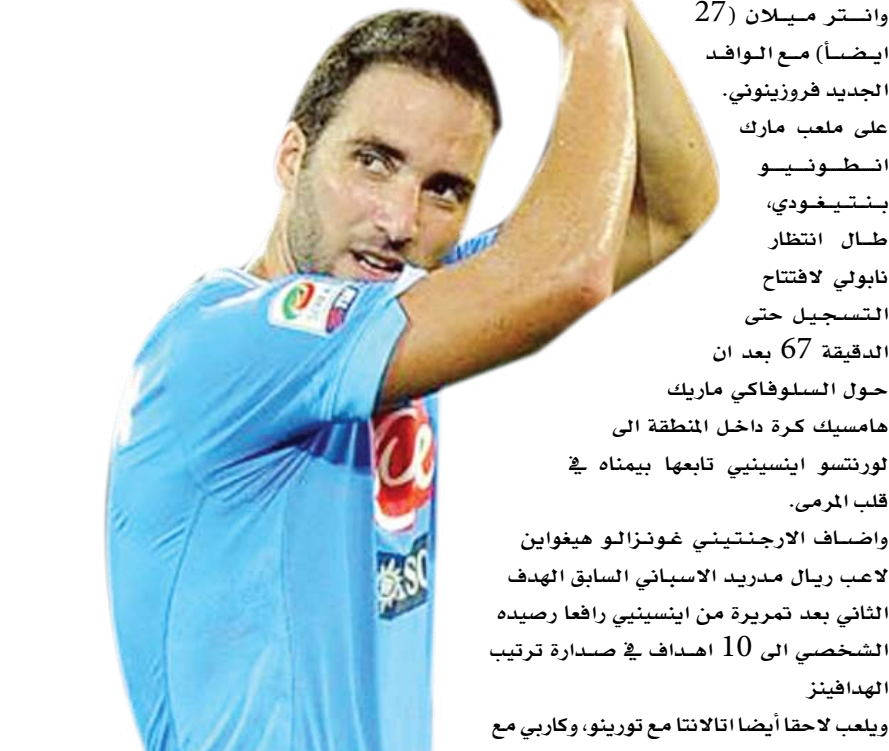 وانتر ميلان (27
ايضاً) مع الوافد
الجديد فروزينوني.
على ملعب مارك
انطونيو
بنتيغودي،
طال انتظار
نابولي لافتتاح
التسجيل حتى
الدقيقة 67 بعد ان
حول السلوفاكي ماريك
هامسيك كرة داخل المنطقة الى
لورنتسو اينسينيي تابعها بيمناه في
قلب المرمى.
واضاف الارجنتيني غونزالو هيغواين
لاعب ريال مدريد الاسباني السابق الهدف
الثاني بعد تمريرة من اينسينيي رافعا رصيده
الشخصي الى 10 اهداف في صدارة ترتيب
الهدافينز
ويلعب لاحقا أيضا اتالانتا مع تورينو، وكاربي مع